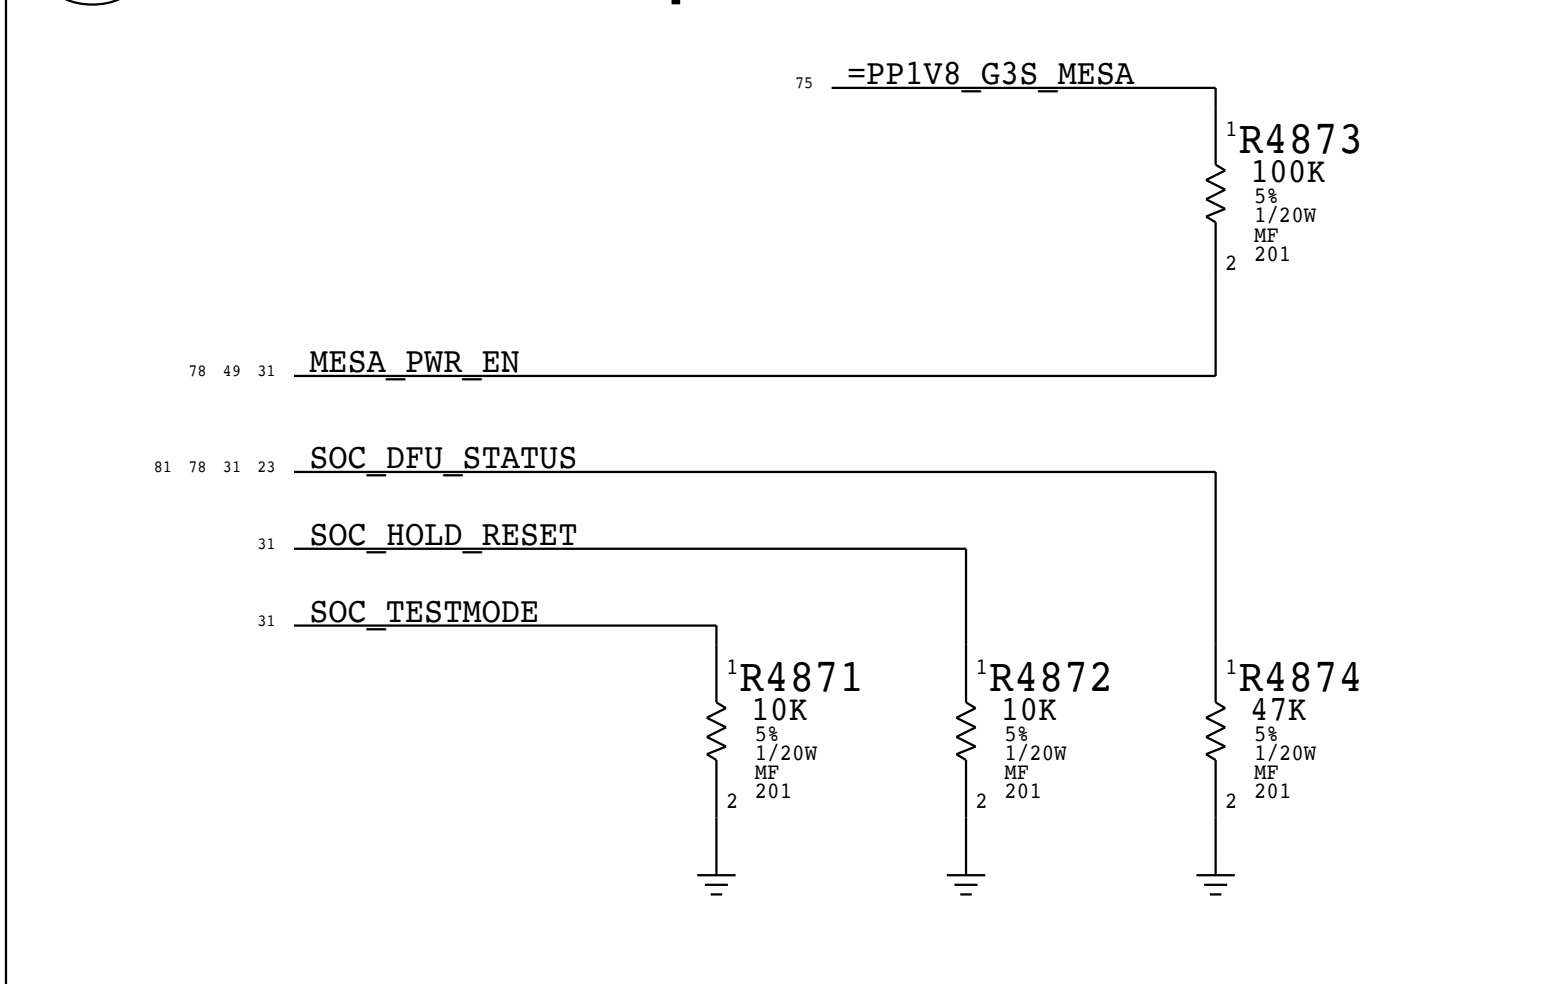 75 =PP1V8_G3S_MESA
1 R4873
100K
5%
1/20W
MF
201
2
78 49 31 MESA_PWR_EN
81 78 31 23 SOC_DFU_STATUS
31 SOC_HOLD_RESET
31 SOC_TESTMODE
1 R4871
10K
5%
1/20W
MF
201
2
1 R4872
10K
5%
1/20W
MF
201
2
1 R4874
47K
5%
1/20W
MF
201
2